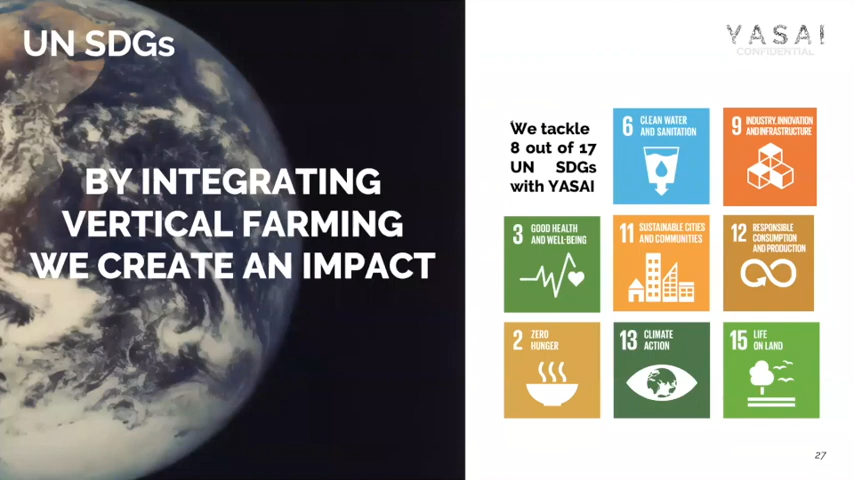 UN SDGs
BY INTEGRATING
VERTICAL FARMING
WE CREATE AN IMPACT
YASAI
CONFIDENTIAL
We tackle
8 out of 17
UN SDGs
with YASAI
6 CLEAN WATER
AND SANITATION
9 INDUSTRY, INNOVATION
AND INFRASTRUCTURE
3 GOOD HEALTH
AND WELL-BEING
11 SUSTAINABLE CITIES
AND COMMUNITIES
12 RESPONSIBLE
CONSUMPTION
AND PRODUCTION
2 ZERO
HUNGER
13 CLIMATE
ACTION
15 LIFE
ON LAND
27